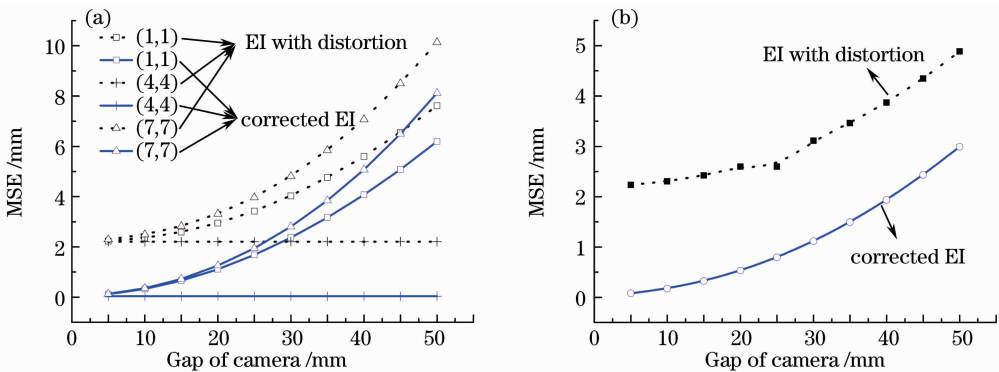 (a)
(1,1)
(1,1)
(4,4)
(4,4)
(7,7)
(7,7)
EI with distortion
corrected EI
10
8
6
4
2
0
MSE /mm
0 10 20 30 40 50
Gap of camera /mm
(b)
EI with distortion
corrected EI
5
4
3
2
1
0
MSE /mm
0 10 20 30 40 50
Gap of camera /mm